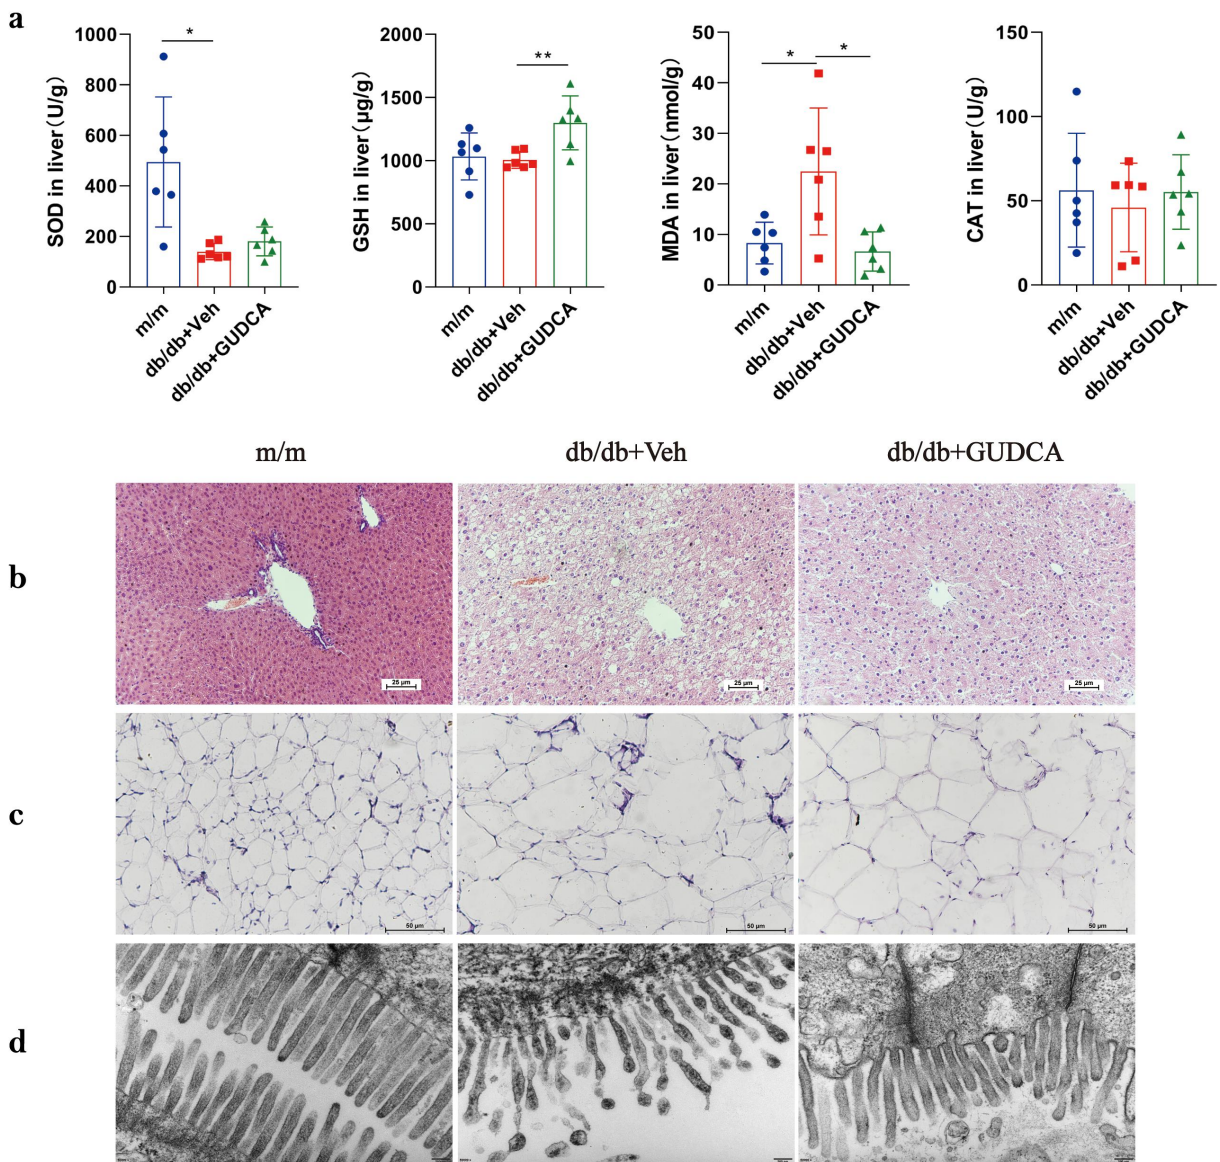 a
SOD in liver（U/g）
1000
800
600
400
200
0
*
m/m
db/db+Veh
db/db+GUDCA
GSH in liver（μg/g）
2000
1500
1000
500
0
**
m/m
db/db+Veh
db/db+GUDCA
MDA in liver（nmol/g）
50
40
30
20
10
0
*
*
m/m
db/db+Veh
db/db+GUDCA
CAT in liver（U/g）
150
100
50
0
m/m
db/db+Veh
db/db+GUDCA
m/m
db/db+Veh
db/db+GUDCA
b
25 μm
25 μm
25 μm
c
50 μm
50 μm
50 μm
d